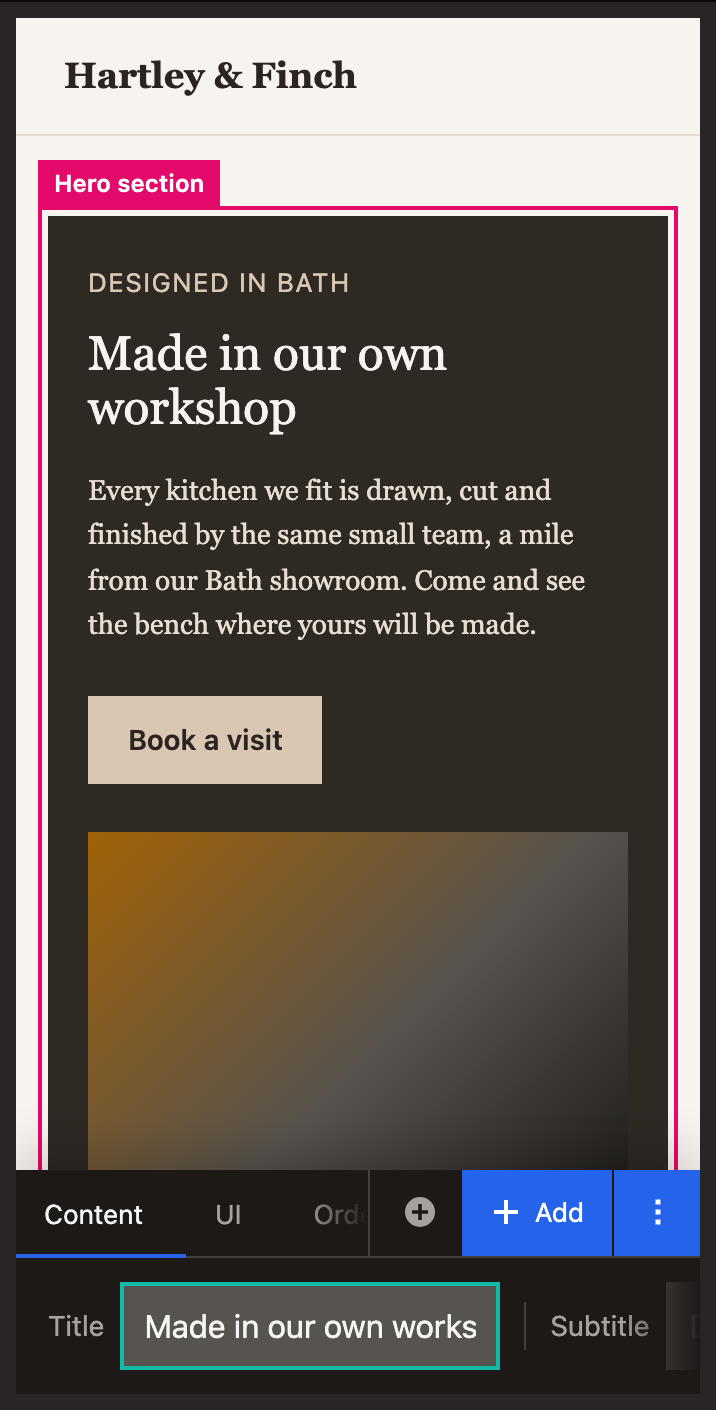 Hartley & Finch
Hero section
DESIGNED IN BATH
Made in our own
workshop
Every kitchen we fit is drawn, cut and
finished by the same small team, a mile
from our Bath showroom. Come and see
the bench where yours will be made.
Book a visit
Content UI Add
Title Made in our own works Subtitle